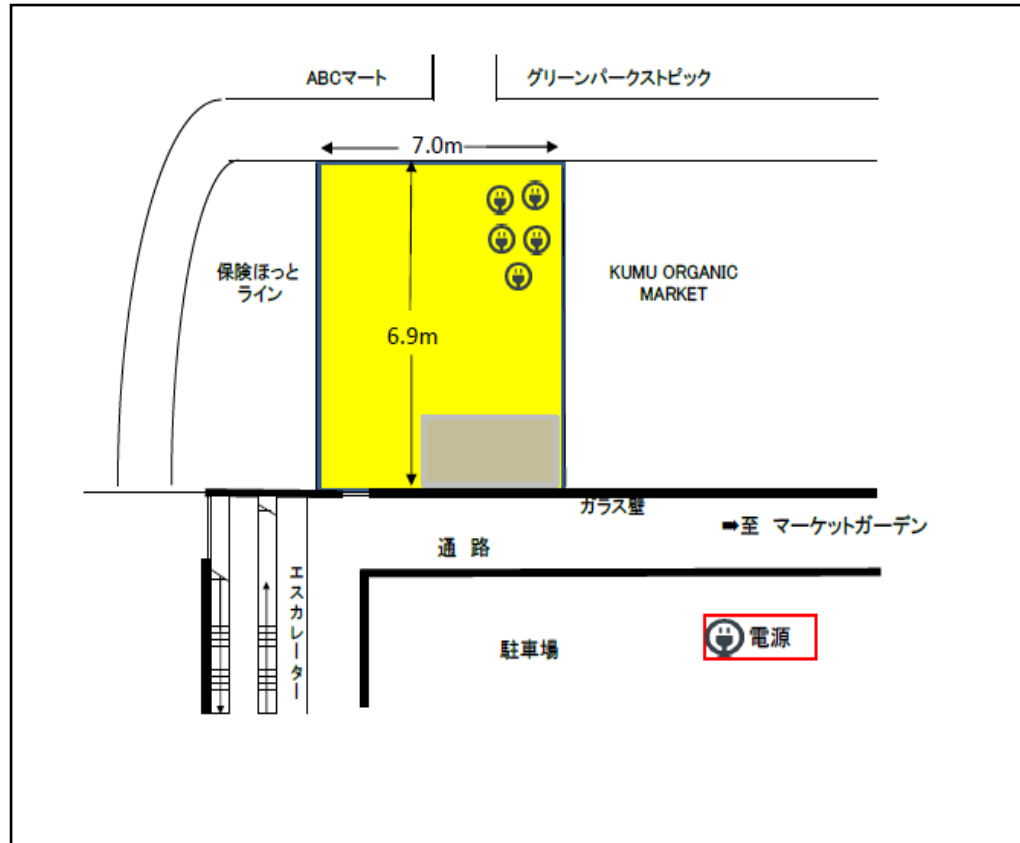 ABCマート
グリーンパークストピック
7.0m
保険ほっと
ライン
6.9m
KUMU ORGANIC
MARKET
ガラス壁
➡至 マーケットガーデン
通 路
エスカレーター
駐車場
電源